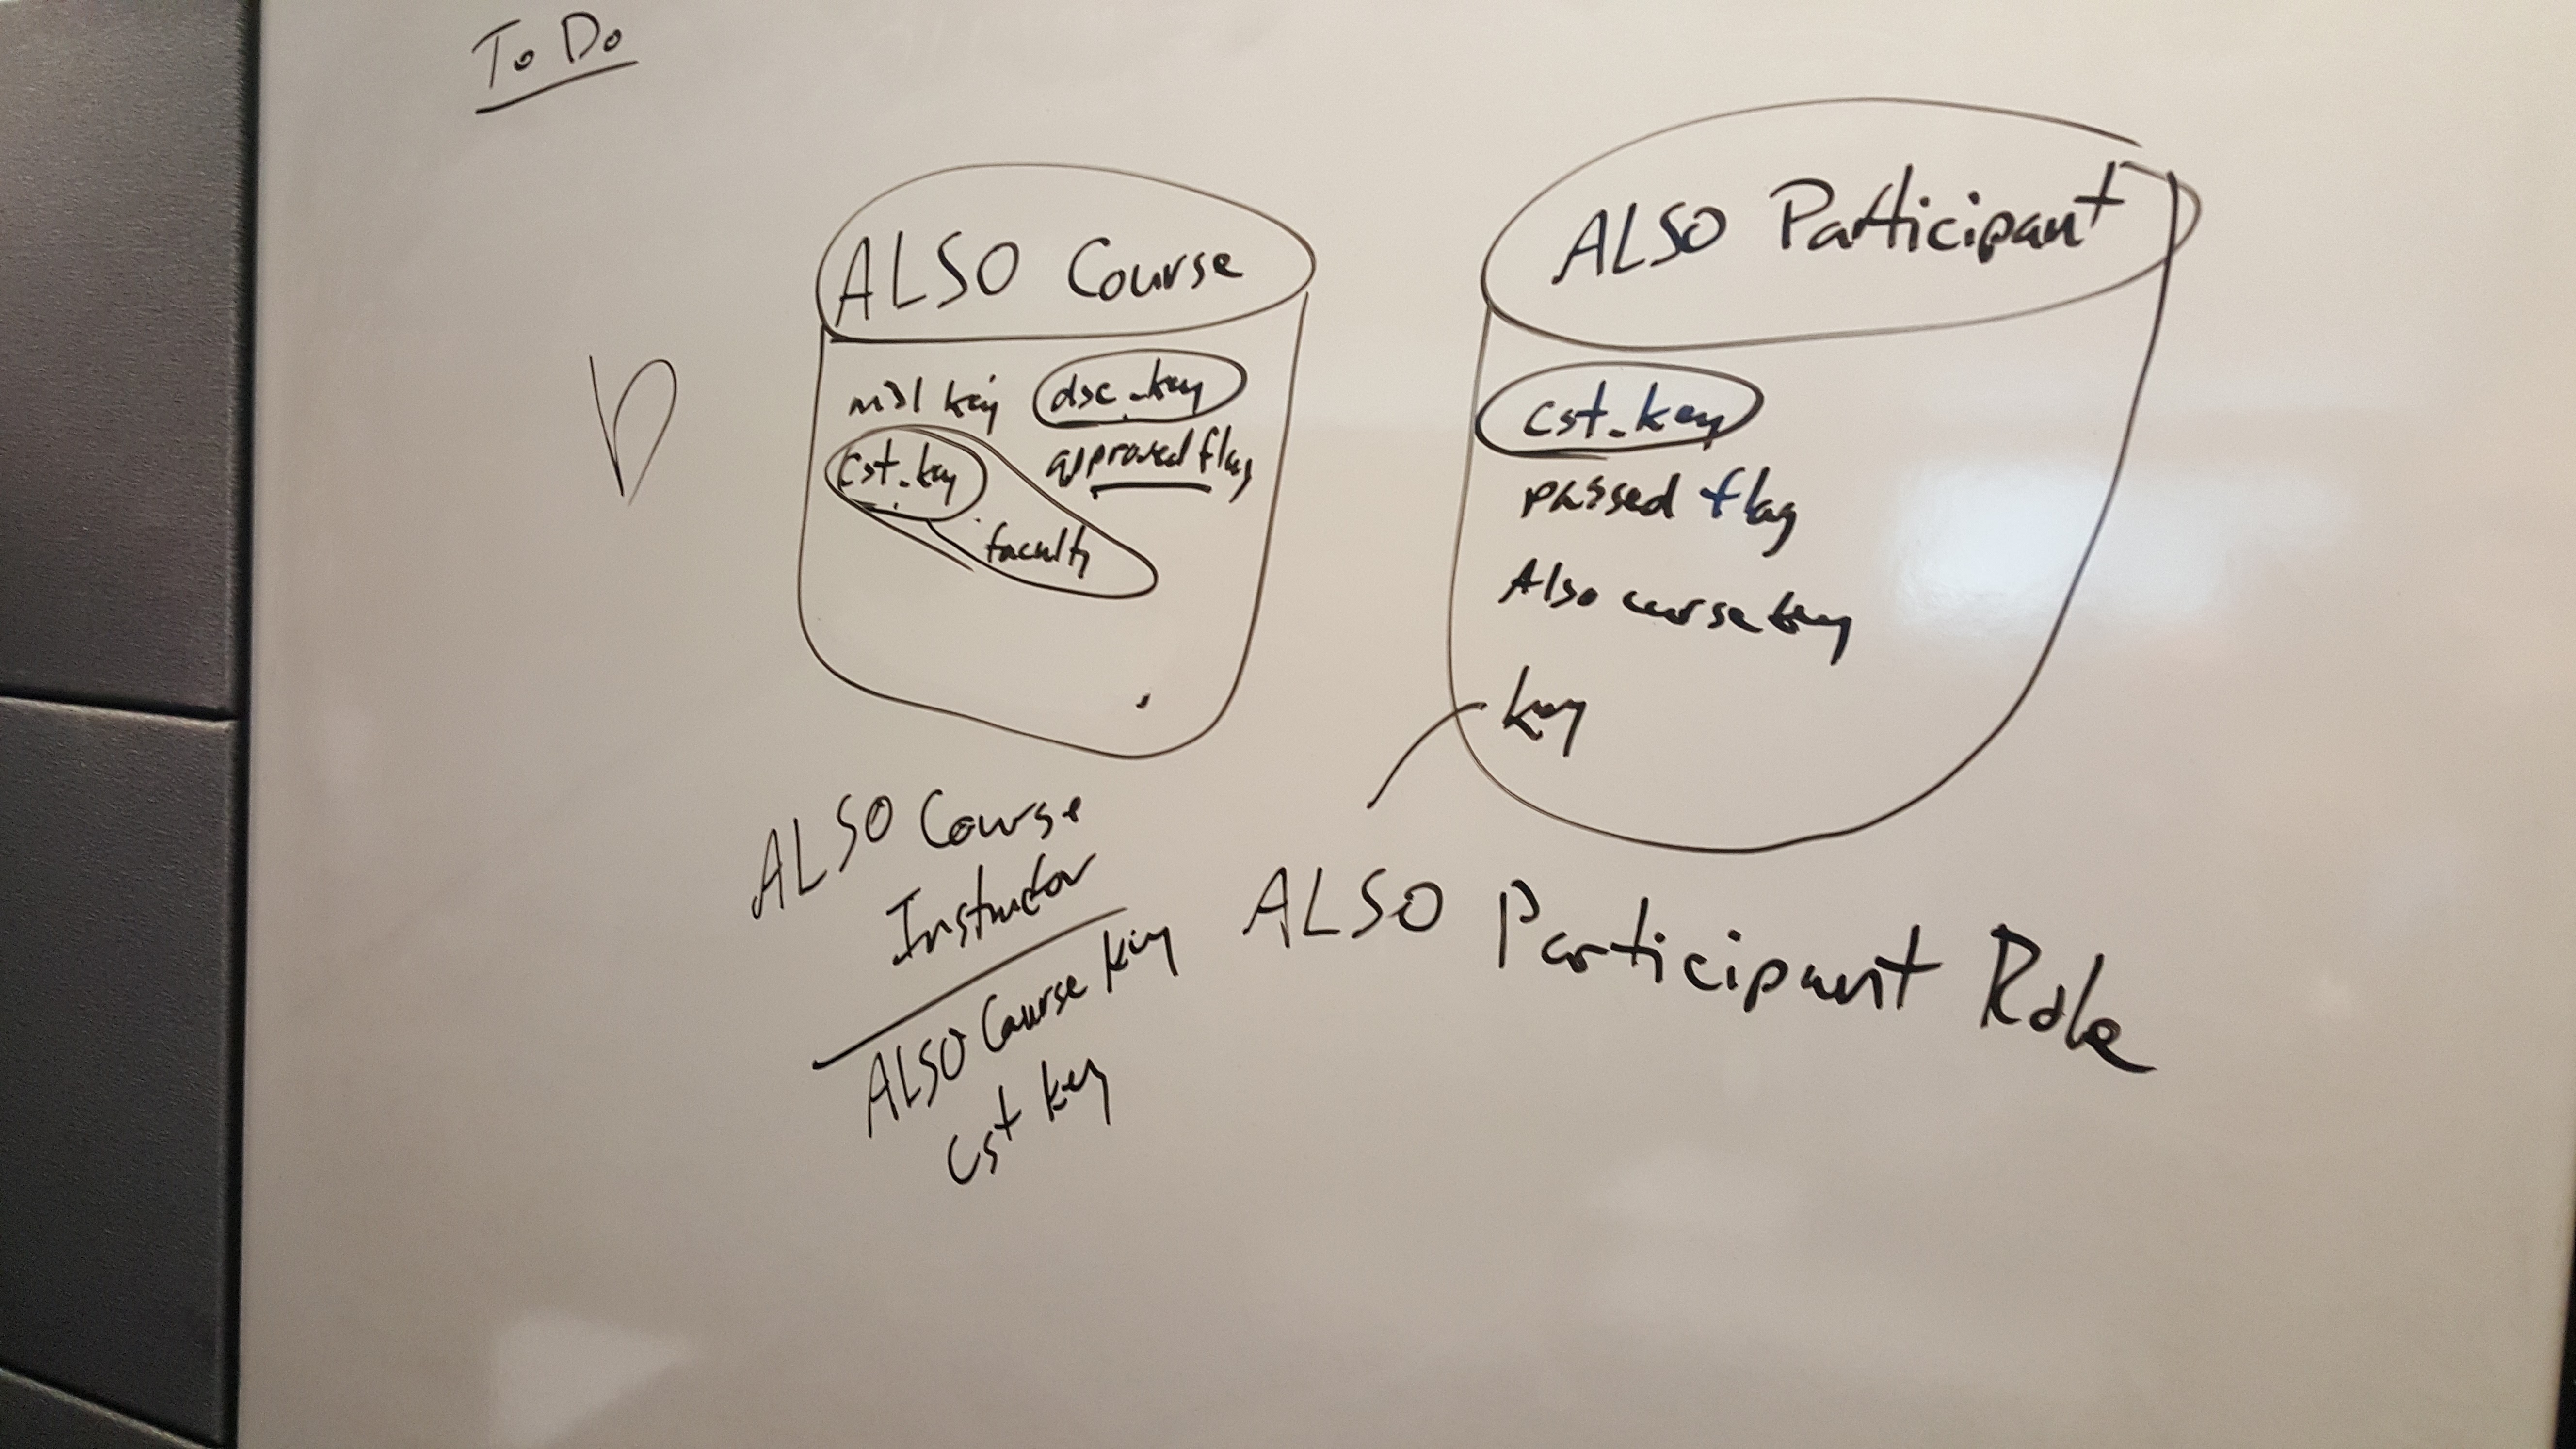 To Do
ALSO Course
mdl key dsc_key
cst_key approved flag
faculty
ALSO Participant
cst_key
passed flag
Also course key
key
ALSO Course
Instructor
ALSO Course key
cst key
ALSO Participant Role